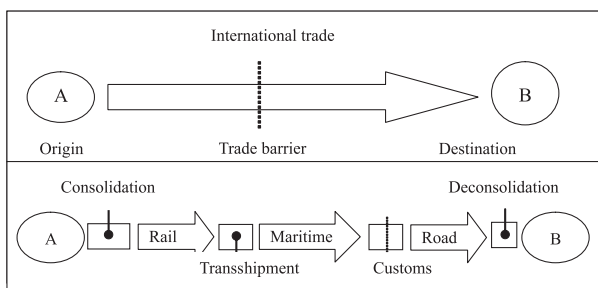 International trade
A
B
Origin
Trade barrier
Destination
Consolidation
Deconsolidation
A
Rail
Maritime
Road
B
Transshipment
Customs